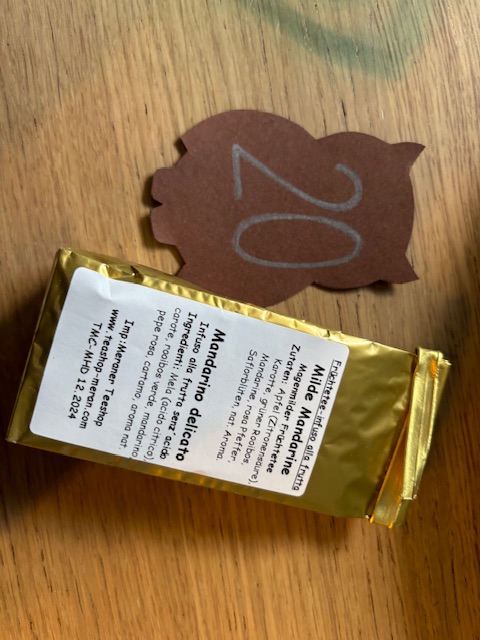 20
Früchtetee-infuso alla frutta
Milde Mandarine
Magenmilder Früchtetee
Zutaten: Apfel (Zitronensäure),
Karotte, grüner Rooibos,
Mandarine, rosa Pfeffer,
Saflorblüten, nat. Aroma.
Mandarino delicato
Infuso alla frutta senz'acido
Ingredienti: Mela (acido citrico),
carote, rooibos verde, mandarino,
pepe rosa, cartamo, aroma nat.
Imp.:Meraner Teeshop
www.teashop-meran.com
TMC-MHD 12 2024